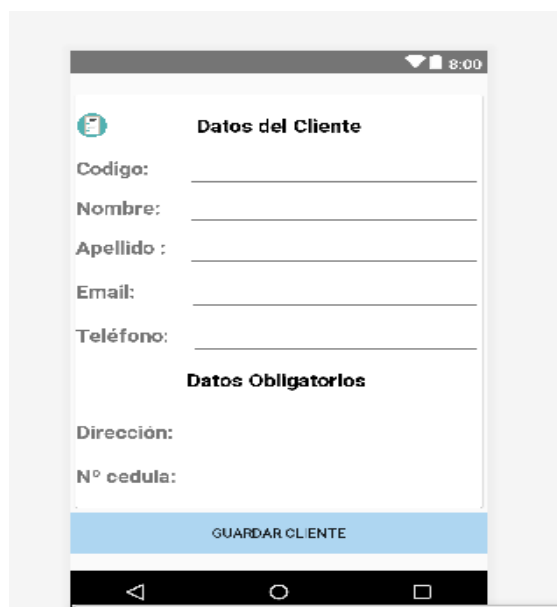 8:00
Datos del Cliente
Codigo:
Nombre:
Apellido :
Email:
Teléfono:
Datos Obligatorios
Dirección:
Nº cedula:
GUARDAR CLIENTE